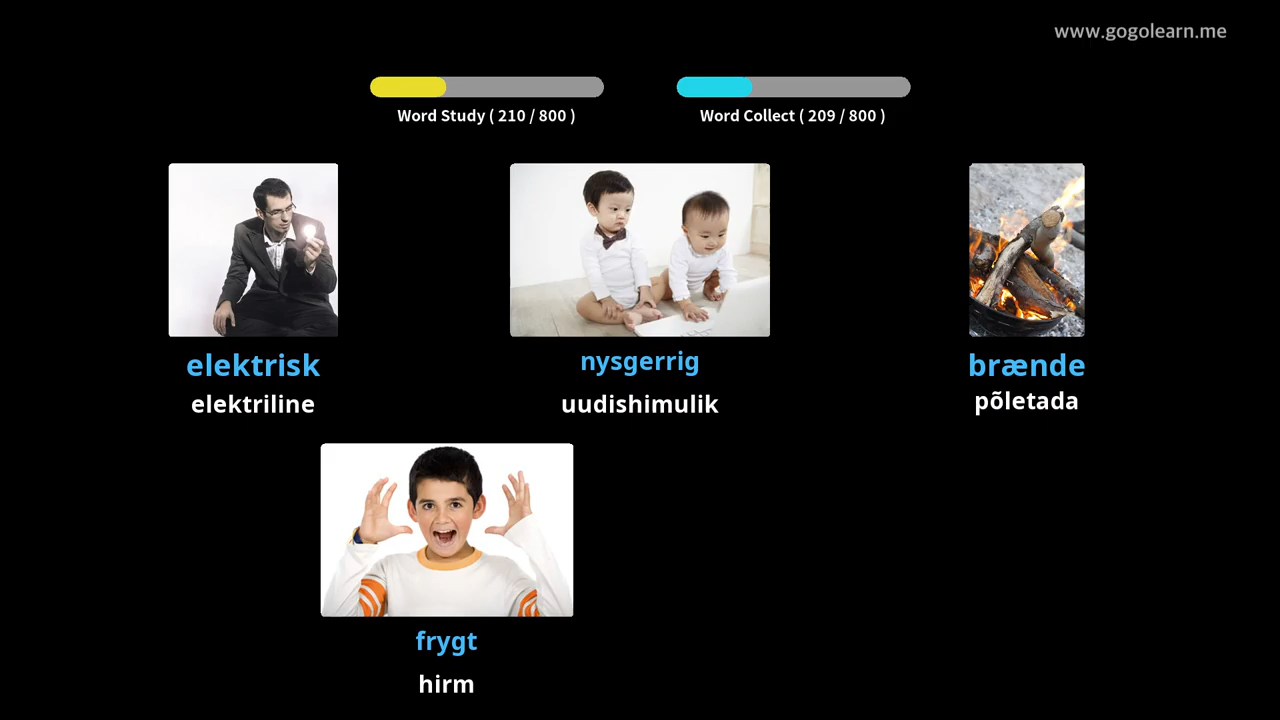 www.gogolearn.me
Word Study ( 210 / 800 )
Word Collect ( 209 / 800 )
elektrisk
elektriline
nysgerrig
uudishimulik
brænde
põletada
frygt
hirm